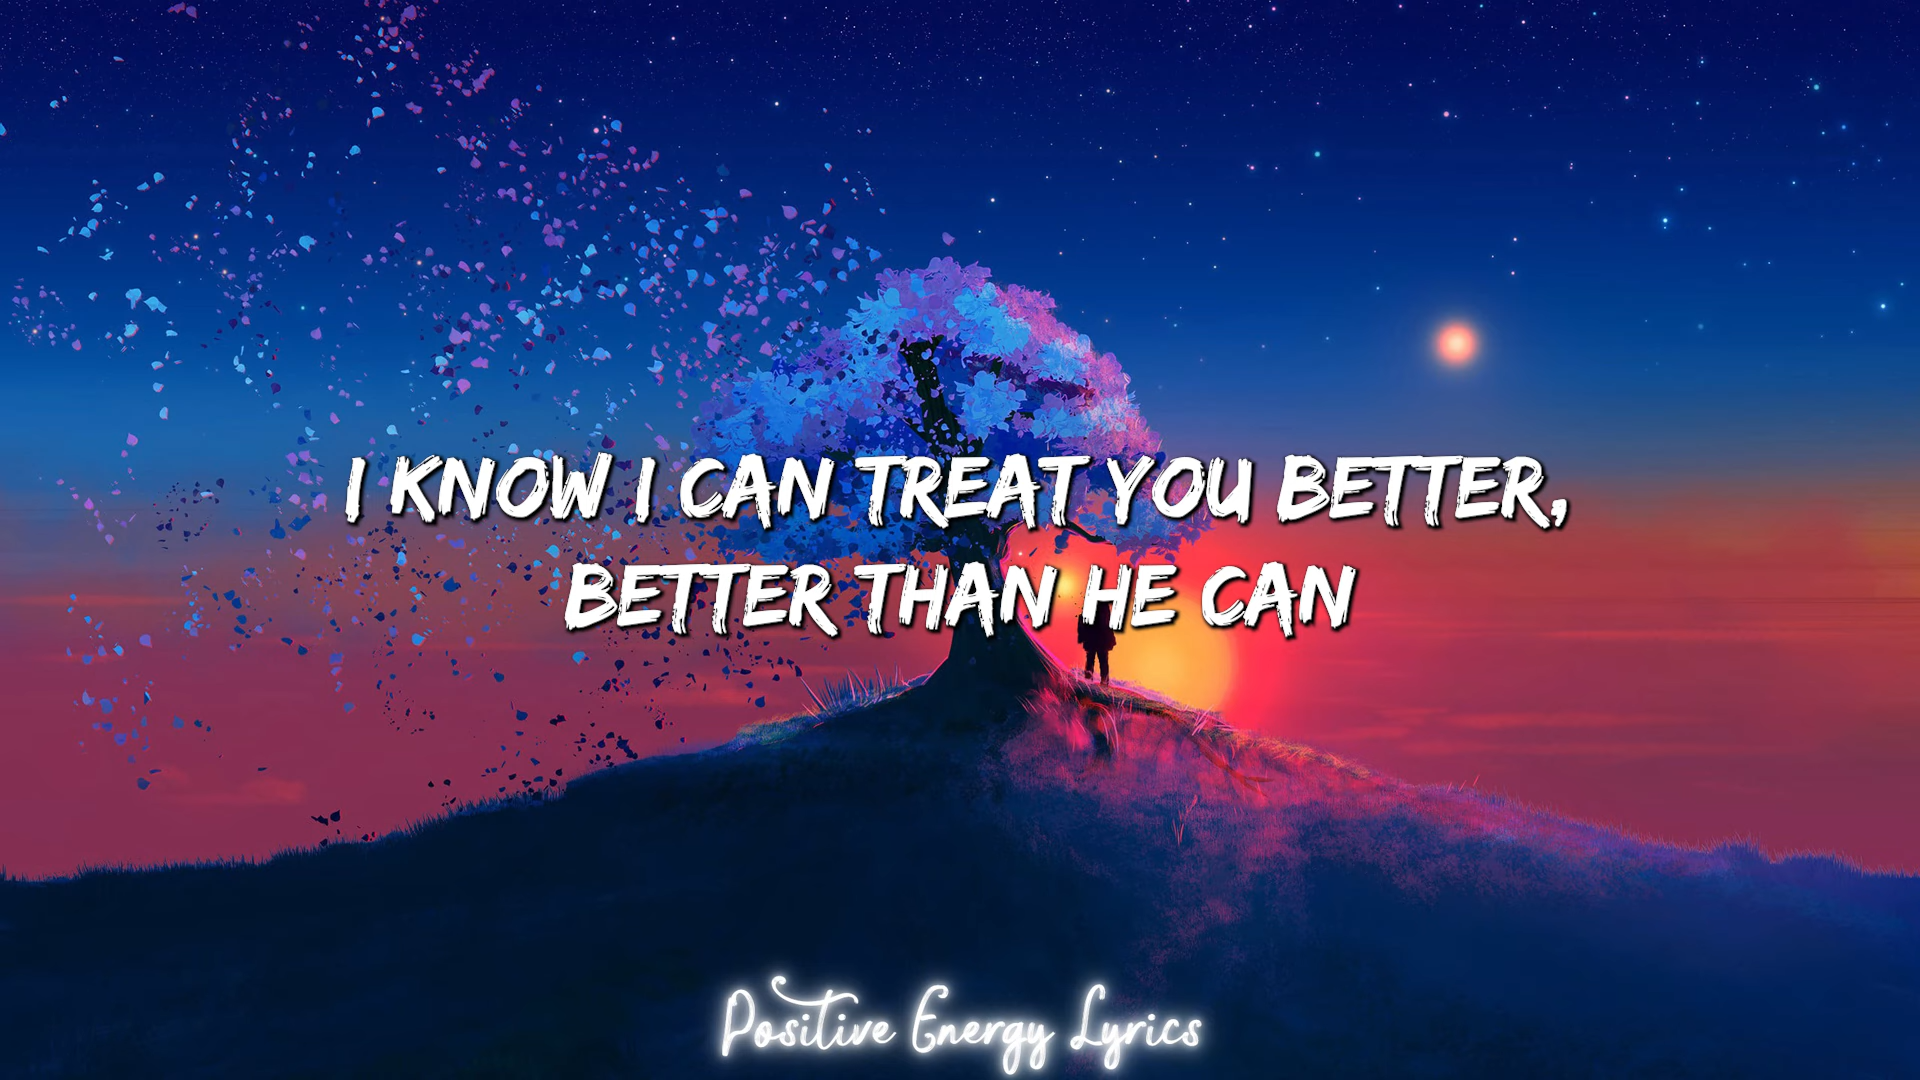 I KNOW I CAN TREAT YOU BETTER,
BETTER THAN HE CAN
Positive Energy Lyrics